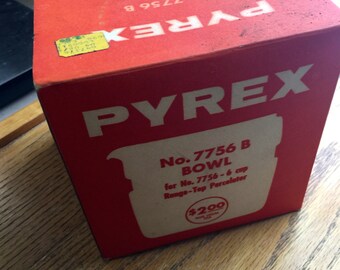 PYREX
7756 B
PYREX
No. 7756 B
BOWL
for No. 7756 - 6 cup
Range-Top Percolator
$2.00